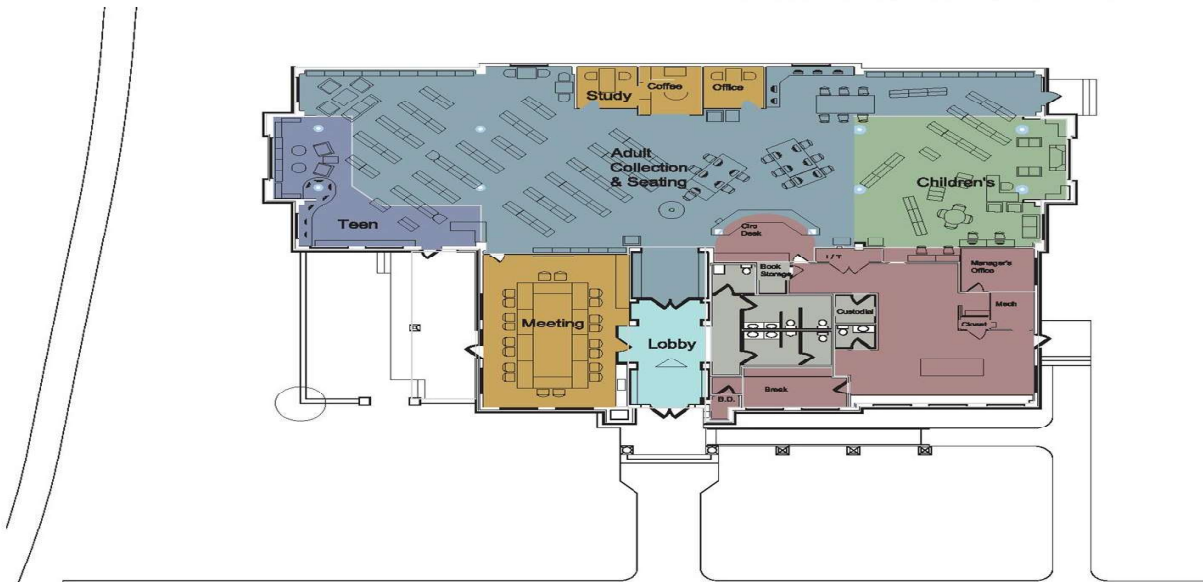 Study
Coffee
Office
Adult
Collection
& Seating
Children's
Teen
Circ
Desk
Book
Storage
Manager's
Office
Mech
Custodial
Closet
Meeting
Lobby
Break
B.D.